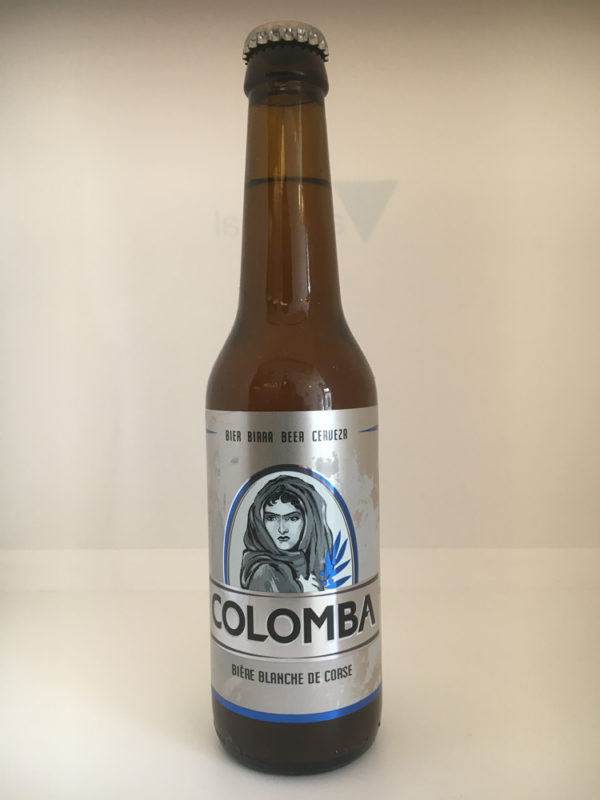 BIER BIRRA BEER CERVEZA
COLOMBA
BIÈRE BLANCHE DE CORSE